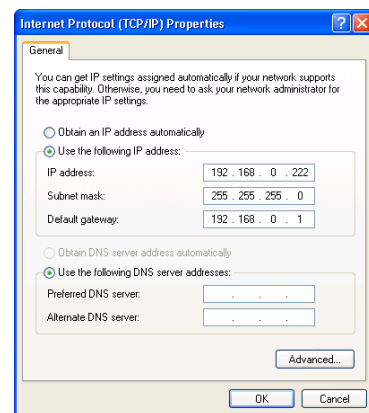 Internet Protocol (TCP/IP) Properties
General
You can get IP settings assigned automatically if your network supports
this capability. Otherwise, you need to ask your network administrator for
the appropriate IP settings.
Obtain an IP address automatically
Use the following IP address:
IP address: 192 . 168 . 0 . 222
Subnet mask: 255 . 255 . 255 . 0
Default gateway: 192 . 168 . 0 . 1
Obtain DNS server address automatically
Use the following DNS server addresses:
Preferred DNS server: . . .
Alternate DNS server: . . .
Advanced...
OK Cancel